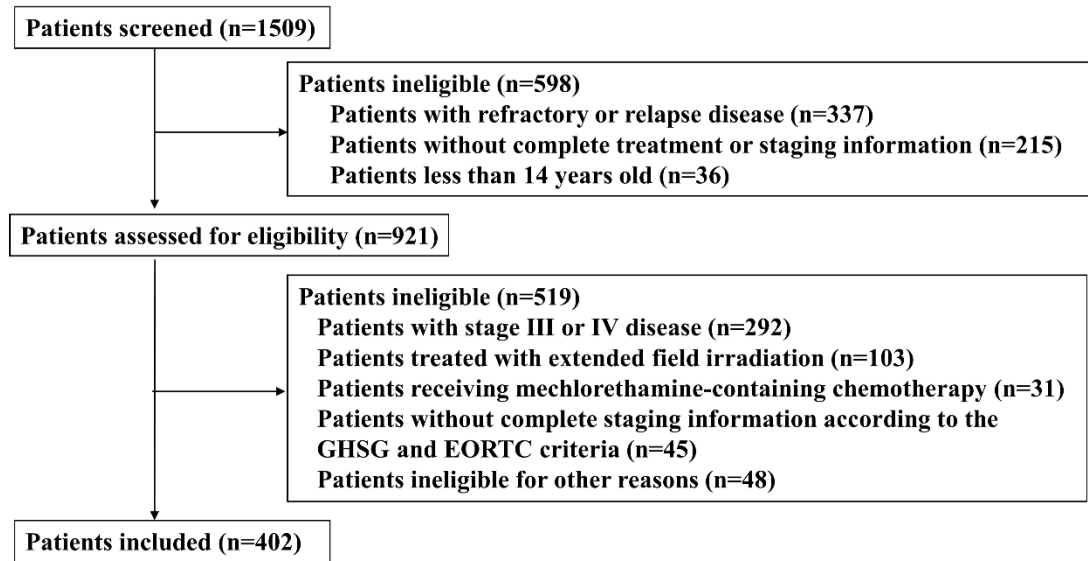 Patients screened (n=1509)
Patients ineligible (n=598)
Patients with refractory or relapse disease (n=337)
Patients without complete treatment or staging information (n=215)
Patients less than 14 years old (n=36)
Patients assessed for eligibility (n=921)
Patients ineligible (n=519)
Patients with stage III or IV disease (n=292)
Patients treated with extended field irradiation (n=103)
Patients receiving mechlorethamine-containing chemotherapy (n=31)
Patients without complete staging information according to the
GHSG and EORTC criteria (n=45)
Patients ineligible for other reasons (n=48)
Patients included (n=402)